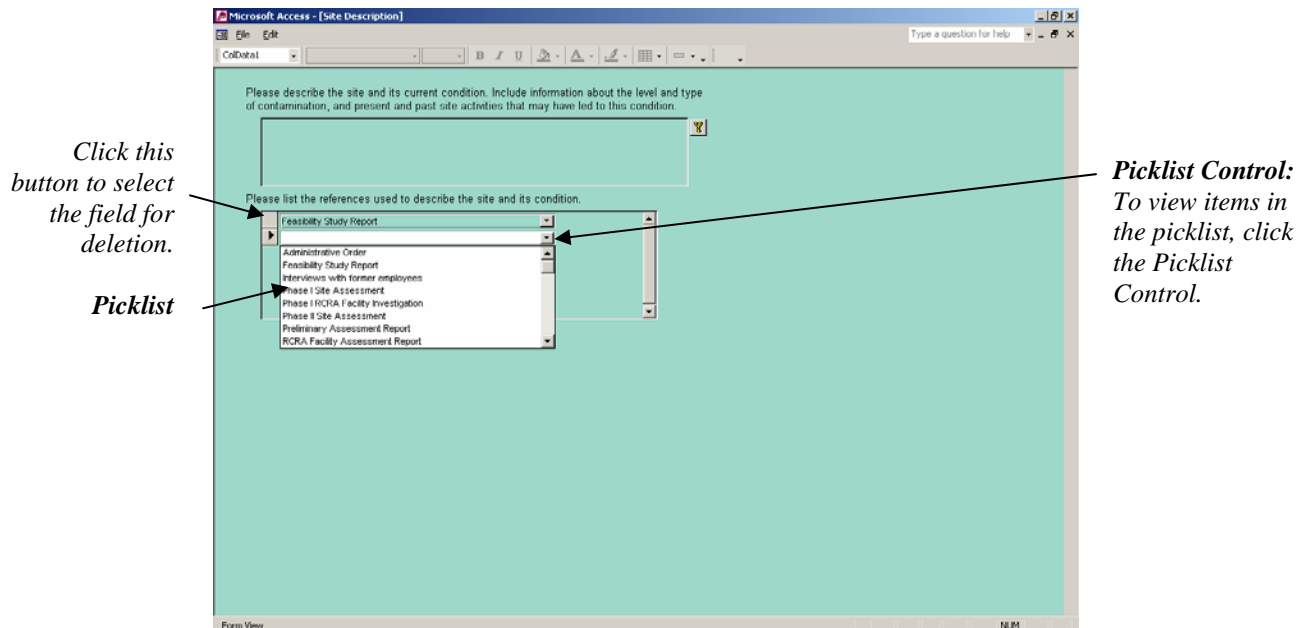 Microsoft Access - [Site Description]
File Edit
Type a question for help
ColData1
B I U
Please describe the site and its current condition. Include information about the level and type
of contamination, and present and past site activities that may have led to this condition.
Click this
button to select
the field for
deletion.
Picklist
Please list the references used to describe the site and its condition.
Feasibility Study Report
Administrative Order
Feasibility Study Report
Interviews with former employees
Phase I Site Assessment
Phase I RCRA Facility Investigation
Phase II Site Assessment
Preliminary Assessment Report
RCRA Facility Assessment Report
Picklist Control:
To view items in
the picklist, click
the Picklist
Control.
Form View
NUM